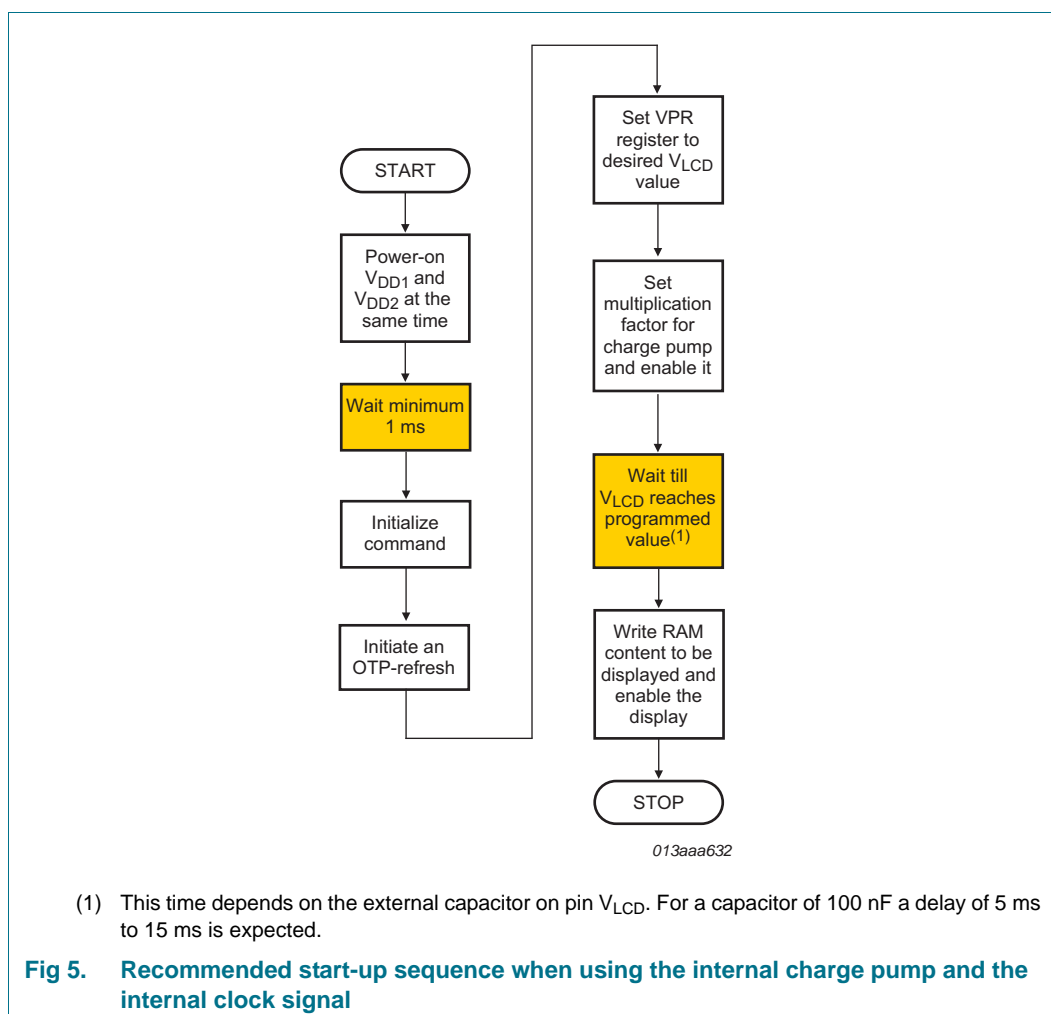 START
Power-on
VDD1 and
VDD2 at the
same time
Wait minimum
1 ms
Initialize
command
Initiate an
OTP-refresh
Set VPR
register to
desired VLCD
value
Set
multiplication
factor for
charge pump
and enable it
Wait till
VLCD reaches
programmed
value(1)
Write RAM
content to be
displayed and
enable the
display
STOP
013aaa632
(1) This time depends on the external capacitor on pin VLCD. For a capacitor of 100 nF a delay of 5 ms
to 15 ms is expected.
Fig 5. Recommended start-up sequence when using the internal charge pump and the
internal clock signal